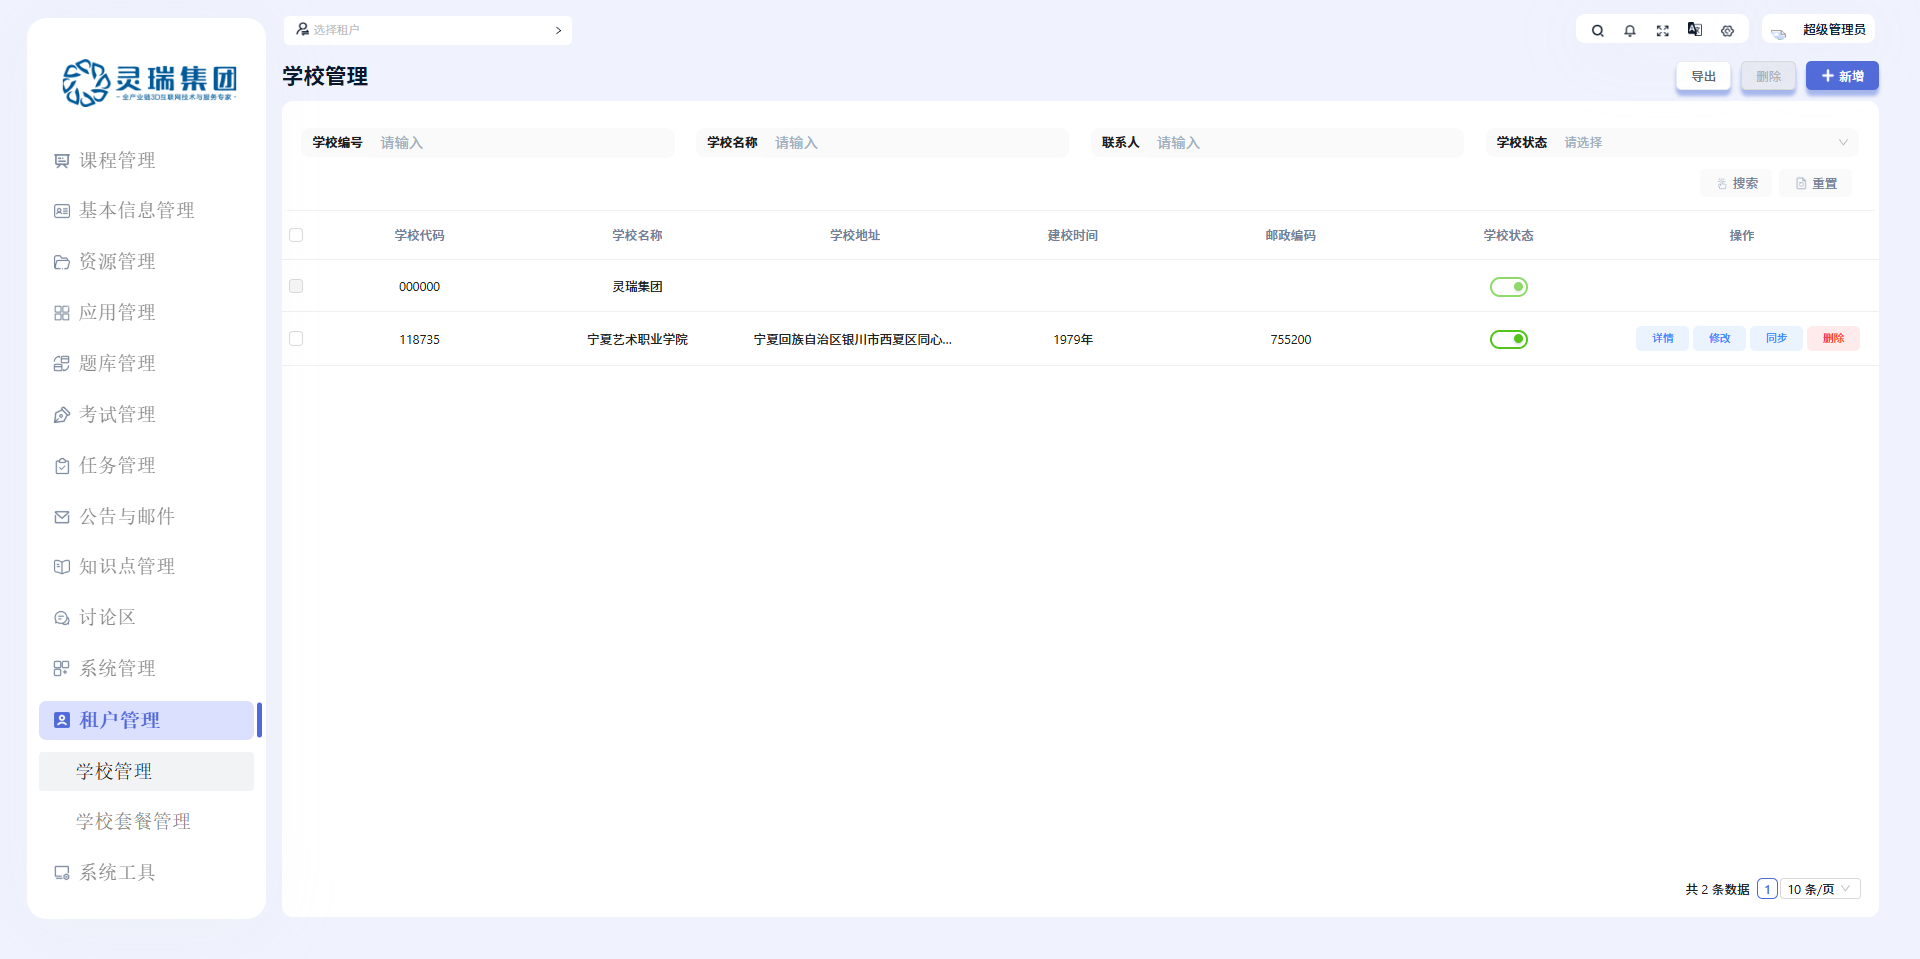 灵瑞集团
-全产业链3D互联网技术与服务专家-
课程管理
基本信息管理
资源管理
应用管理
题库管理
考试管理
任务管理
公告与邮件
知识点管理
讨论区
系统管理
租户管理
学校管理
学校套餐管理
系统工具
选择租户
超级管理员
学校管理
导出 删除 新增
学校编号 请输入 学校名称 请输入 联系人 请输入 学校状态 请选择
搜索 重置
学校代码 学校名称 学校地址 建校时间 邮政编码 学校状态 操作
000000 灵瑞集团
118735 宁夏艺术职业学院 宁夏回族自治区银川市西夏区同心... 1979年 755200 详情 修改 同步 删除
共 2 条数据 1 10 条/页